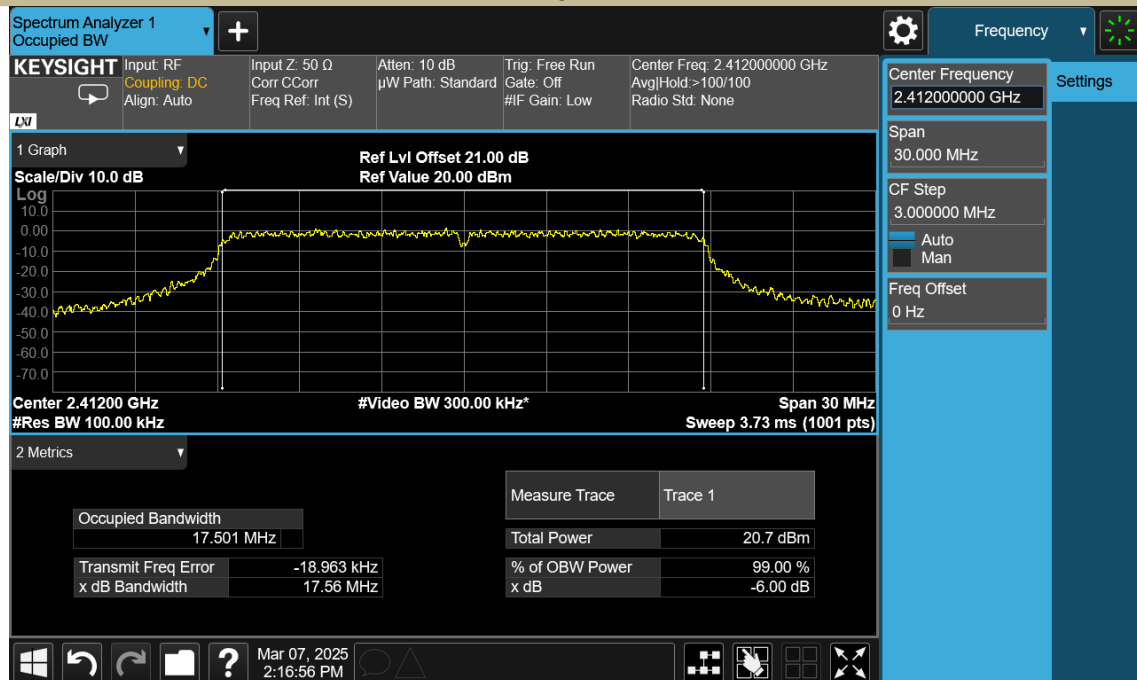 Spectrum Analyzer 1
Occupied BW
+
Frequency
KEYSIGHT
LXI
Input: RF
Coupling: DC
Align: Auto
Input Z: 50 Ω
Corr CCorr
Freq Ref: Int (S)
Atten: 10 dB
µW Path: Standard
Trig: Free Run
Gate: Off
#IF Gain: Low
Center Freq: 2.412000000 GHz
Avg|Hold:>100/100
Radio Std: None
Center Frequency
2.412000000 GHz
Settings
Span
30.000 MHz
CF Step
3.000000 MHz
Auto
Man
Freq Offset
0 Hz
1 Graph
Scale/Div 10.0 dB
Ref Lvl Offset 21.00 dB
Ref Value 20.00 dBm
Log
10.0
0.00
-10.0
-20.0
-30.0
-40.0
-50.0
-60.0
-70.0
Center 2.41200 GHz
#Res BW 100.00 kHz
#Video BW 300.00 kHz*
Span 30 MHz
Sweep 3.73 ms (1001 pts)
2 Metrics
Measure Trace Trace 1
Occupied Bandwidth
17.501 MHz
Total Power 20.7 dBm
Transmit Freq Error -18.963 kHz
% of OBW Power 99.00 %
x dB Bandwidth 17.56 MHz
x dB -6.00 dB
?
Mar 07, 2025
2:16:56 PM